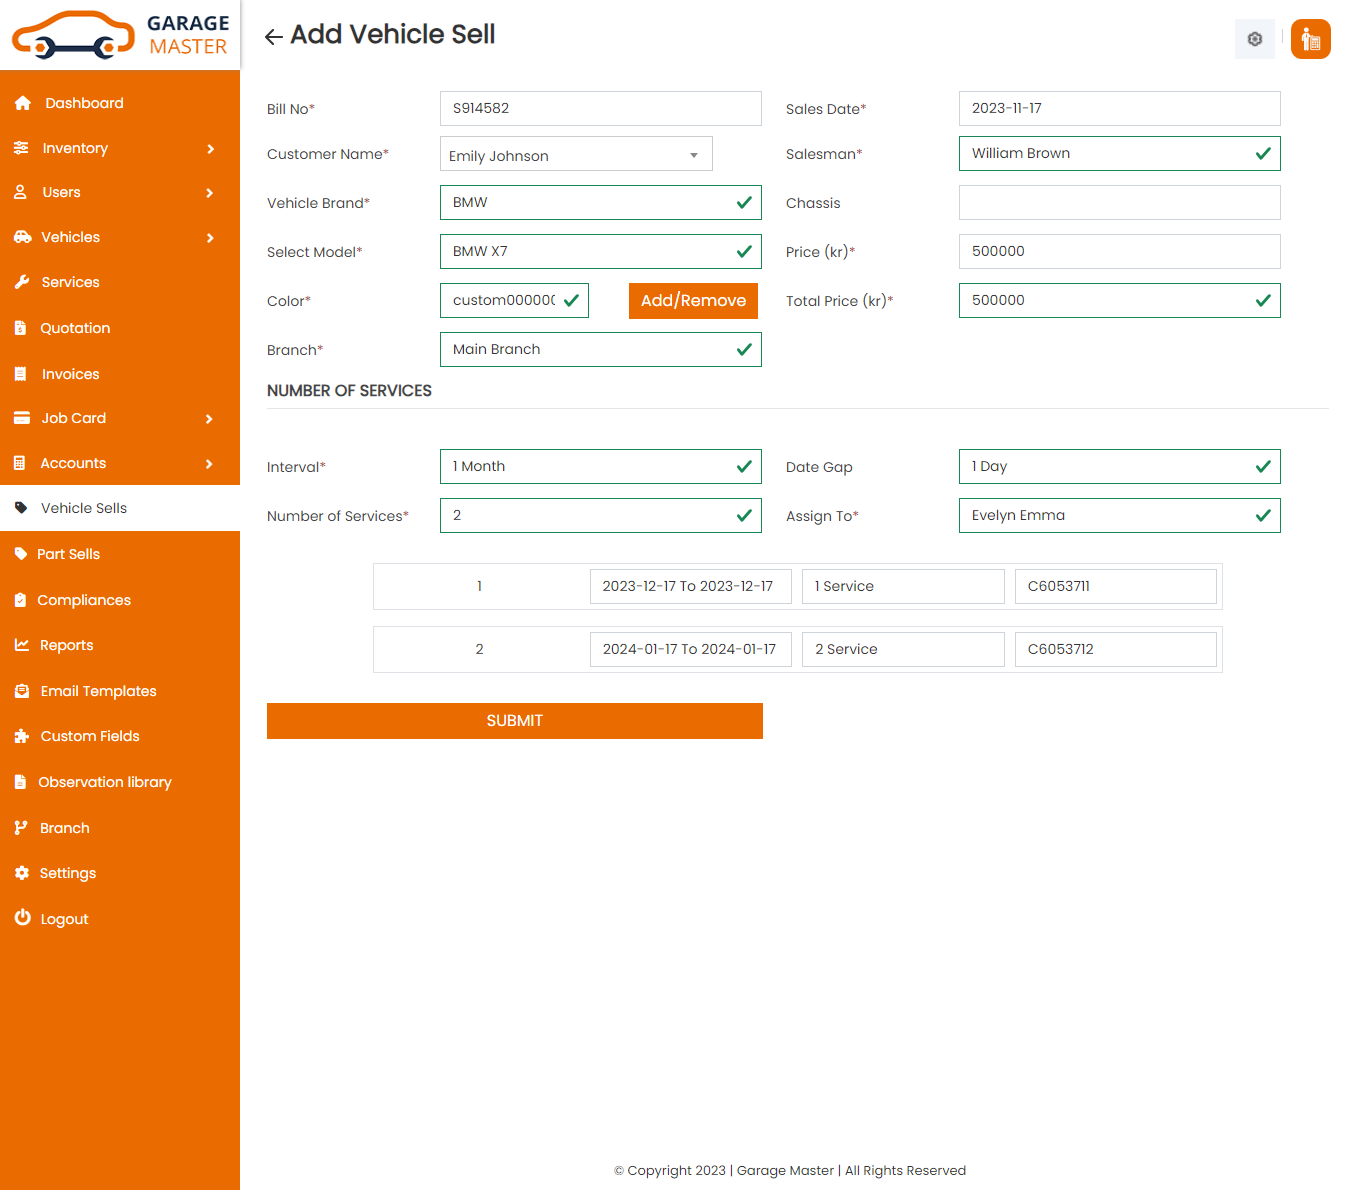 GARAGE
MASTER
Dashboard
Inventory
Users
Vehicles
Services
Quotation
Invoices
Job Card
Accounts
Vehicle Sells
Part Sells
Compliances
Reports
Email Templates
Custom Fields
Observation library
Branch
Settings
Logout
Add Vehicle Sell
Bill No* S914582 Sales Date* 2023-11-17
Customer Name* Emily Johnson Salesman* William Brown
Vehicle Brand* BMW Chassis
Select Model* BMW X7 Price (kr)* 500000
Color* custom000000 Add/Remove Total Price (kr)* 500000
Branch* Main Branch
NUMBER OF SERVICES
Interval* 1 Month Date Gap 1 Day
Number of Services* 2 Assign To* Evelyn Emma
1 2023-12-17 To 2023-12-17 1 Service C6053711
2 2024-01-17 To 2024-01-17 2 Service C6053712
SUBMIT
© Copyright 2023 | Garage Master | All Rights Reserved